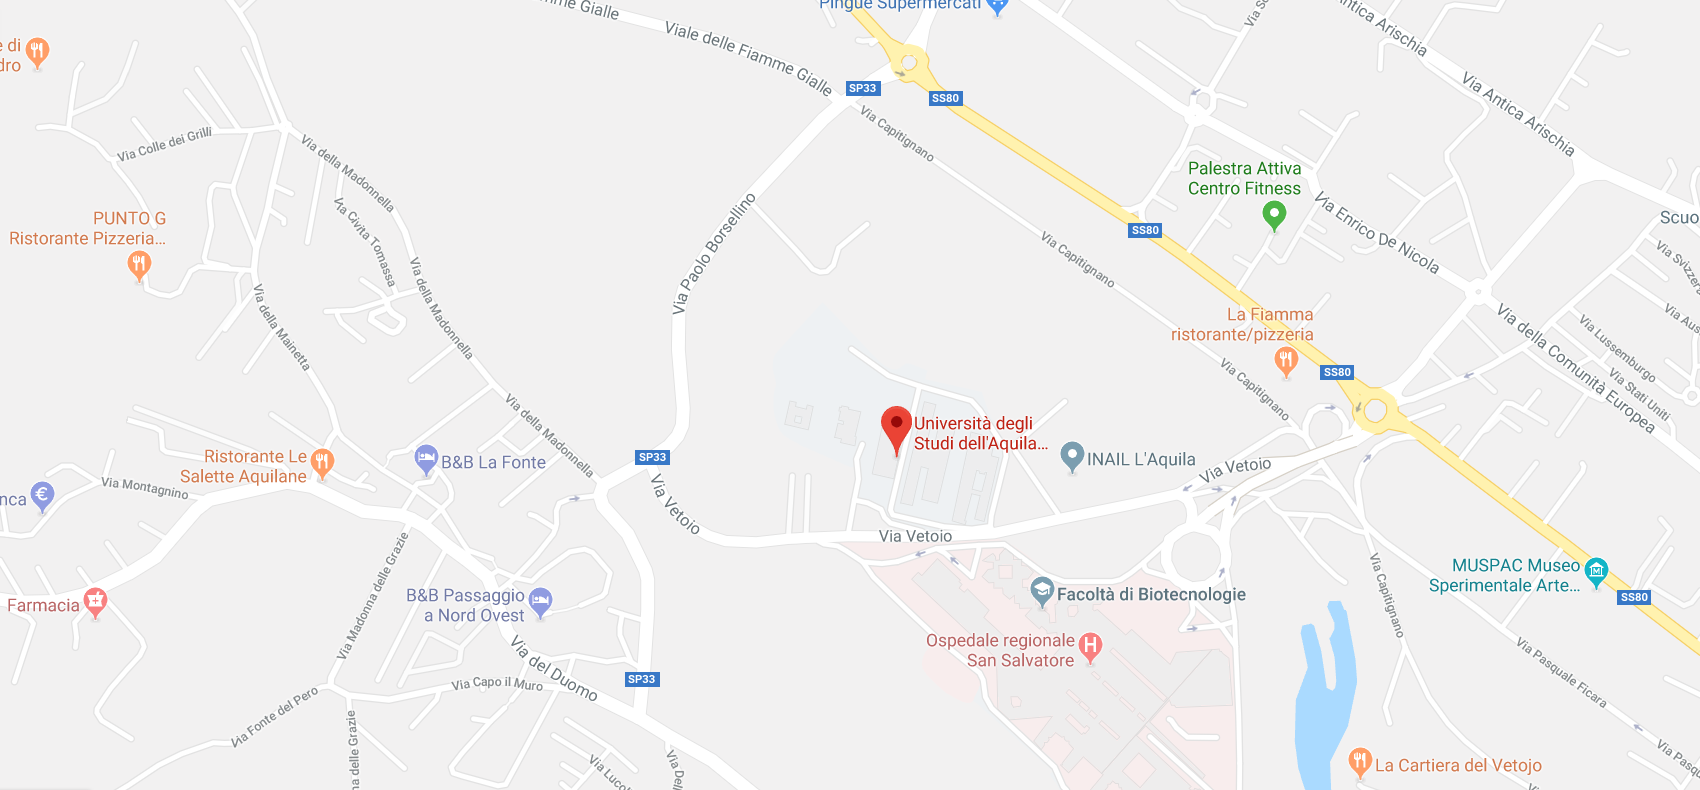 Pingue Supermercati
mme Gialle
Viale delle Fiamme Gialle
ntica Arischia
Via Antica Arischia
e di
dro
SP33
SS80
Via Capitignano
Via Colle dei Grilli
Via della Madonnella
Palestra Attiva
Centro Fitness
PUNTO G
Ristorante Pizzeria...
Via Civita Tomassa
Via Paolo Borsellino
Via Enrico De Nicola
Scuo
SS80
Via Capitignano
Via Svizzera
Via della Madonnella
Via della Mainetta
La Fiamma
ristorante/pizzeria
Via della Comunità Europea
Via Lussemburgo
Via Aus
Via Stati Uniti
SS80
Via Capitignano
Via della Madonnella
Università degli
Studi dell'Aquila...
Ristorante Le
Salette Aquilane
B&B La Fonte
SP33
INAIL L'Aquila
Via Vetoio
Via Montagnino
nca
Via Vetoio
Via Vetoio
Via Madonna delle Grazie
Via Capitignano
MUSPAC Museo
Sperimentale Arte...
SS80
Farmacia
B&B Passaggio
a Nord Ovest
Facoltà di Biotecnologie
Ospedale regionale
San Salvatore
H
Via del Duomo
SP33
Via Capo il Muro
Via Fonte del Pero
Via Pasquale Ficara
na delle Grazie
Via Luco
Via Dell
Via Pasqu
La Cartiera del Vetojo